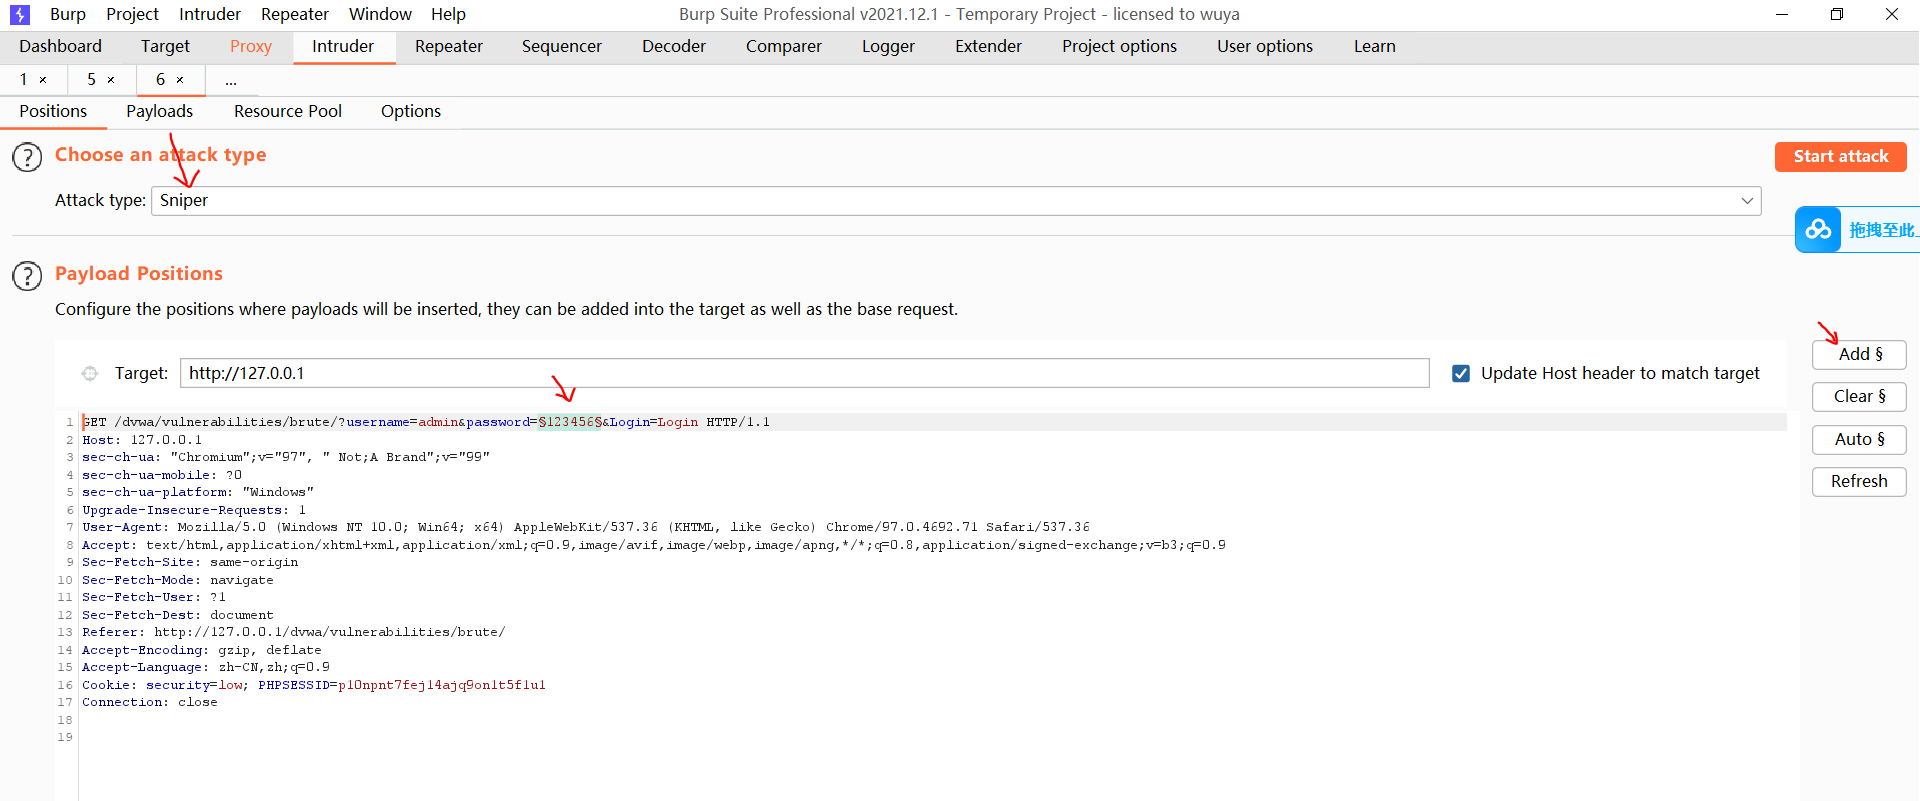 Burp Project Intruder Repeater Window Help Burp Suite Professional v2021.12.1 - Temporary Project - licensed to wuya
Dashboard Target Proxy Intruder Repeater Sequencer Decoder Comparer Logger Extender Project options User options Learn
1 × 5 × 6 × ...
Positions Payloads Resource Pool Options
? Choose an attack type Start attack
Attack type: Sniper
拖拽至此
? Payload Positions
Configure the positions where payloads will be inserted, they can be added into the target as well as the base request.
Add §
Target: http://127.0.0.1 Update Host header to match target
Clear §
Auto §
Refresh
1 GET /dvwa/vulnerabilities/brute/?username=admin&password=§123456§&Login=Login HTTP/1.1
2 Host: 127.0.0.1
3 sec-ch-ua: "Chromium";v="97", " Not;A Brand";v="99"
4 sec-ch-ua-mobile: ?0
5 sec-ch-ua-platform: "Windows"
6 Upgrade-Insecure-Requests: 1
7 User-Agent: Mozilla/5.0 (Windows NT 10.0; Win64; x64) AppleWebKit/537.36 (KHTML, like Gecko) Chrome/97.0.4692.71 Safari/537.36
8 Accept: text/html,application/xhtml+xml,application/xml;q=0.9,image/avif,image/webp,image/apng,*/*;q=0.8,application/signed-exchange;v=b3;q=0.9
9 Sec-Fetch-Site: same-origin
10 Sec-Fetch-Mode: navigate
11 Sec-Fetch-User: ?1
12 Sec-Fetch-Dest: document
13 Referer: http://127.0.0.1/dvwa/vulnerabilities/brute/
14 Accept-Encoding: gzip, deflate
15 Accept-Language: zh-CN,zh;q=0.9
16 Cookie: security=low; PHPSESSID=p10npnt7fej14ajq9on1t5f1u1
17 Connection: close
18
19